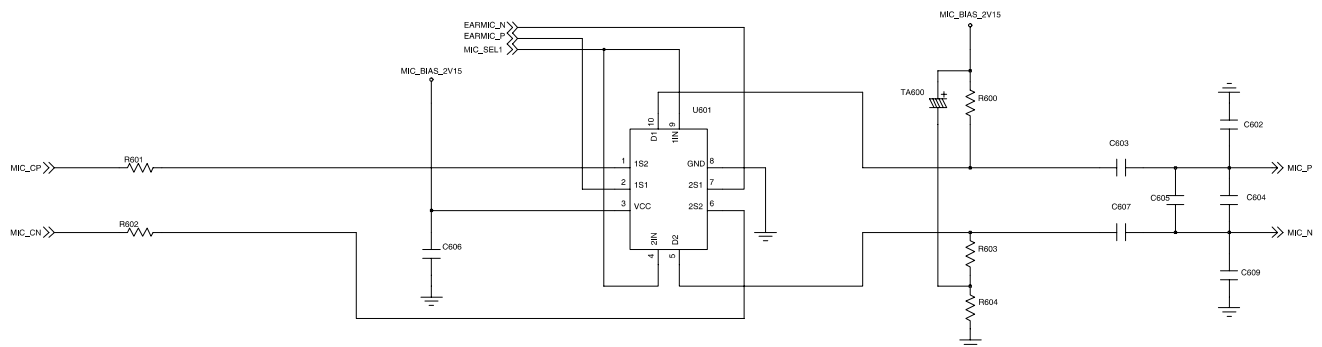 EARMIC_N
EARMIC_P
MIC_SEL1
MIC_BIAS_2V15
MIC_BIAS_2V15
TA600
+
R600
U601
10
9
D1
1IN
C602
C603
MIC_CP
R601
1
1S2
GND
8
MIC_P
2
1S1
2S1
7
C605
C604
3
VCC
2S2
6
C607
MIC_CN
R602
MIC_N
2IN
D2
4
5
C606
R603
C609
R604